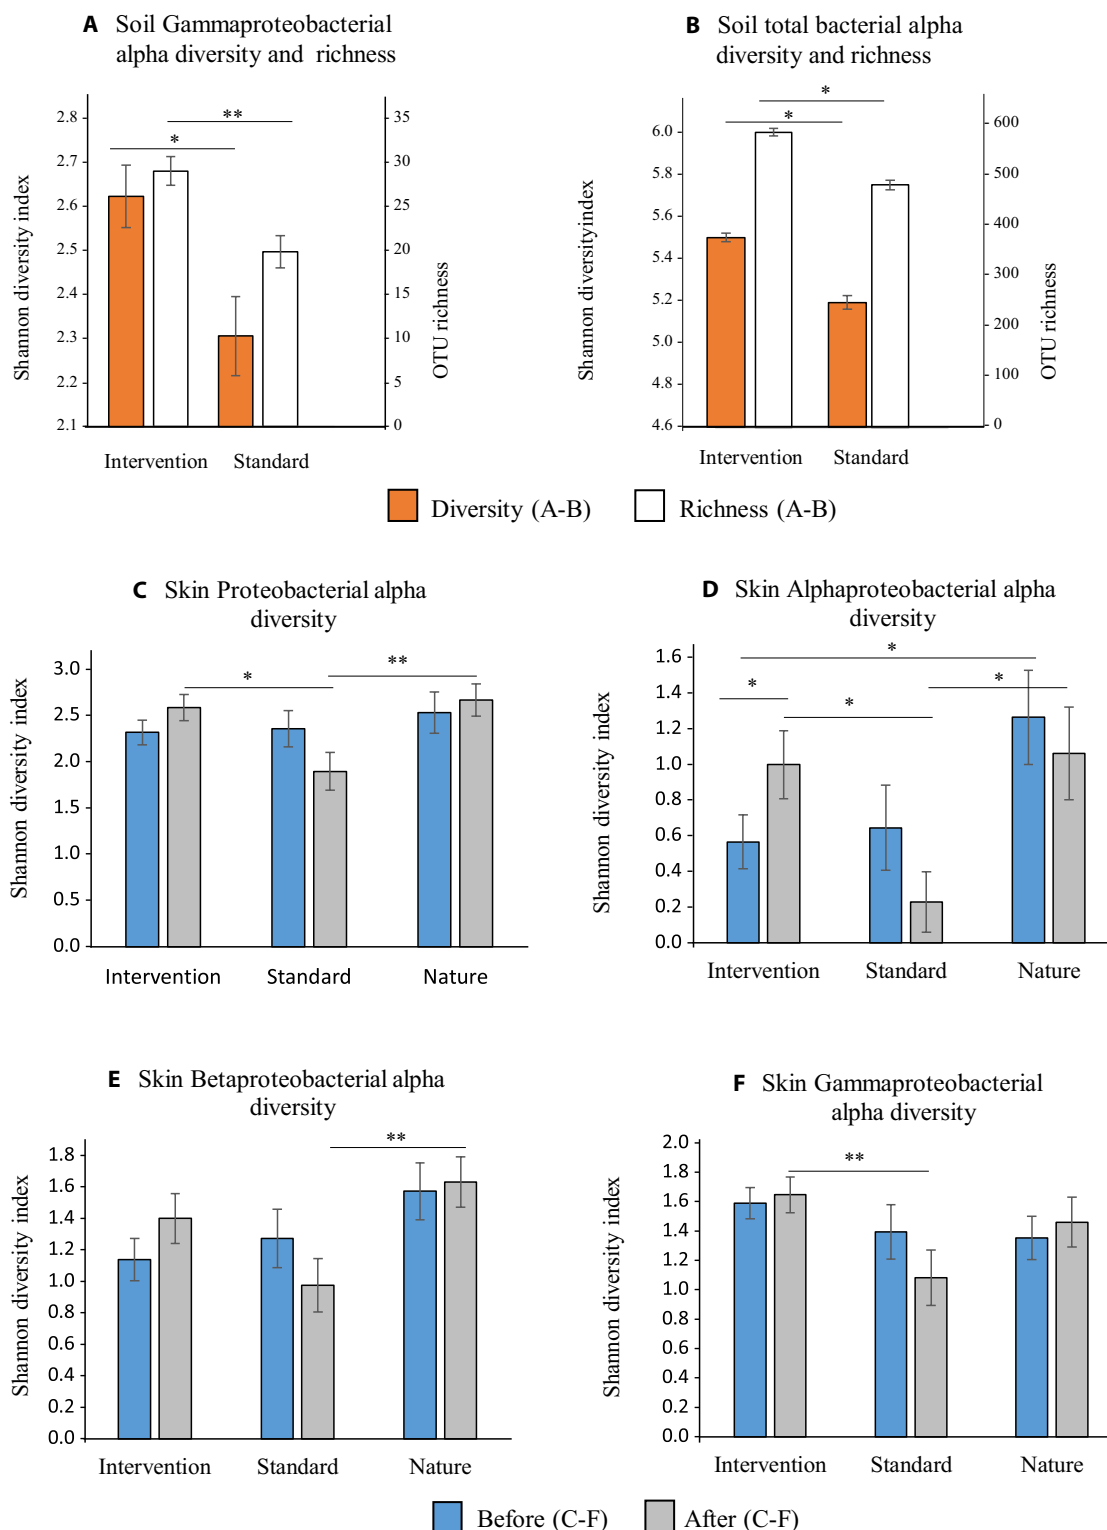 A Soil Gammaproteobacterial
alpha diversity and richness
Shannon diversity index
2.8
2.7
2.6
2.5
2.4
2.3
2.2
2.1
*
**
35
30
25
20
15
10
5
0
OTU richness
Intervention
Standard
B Soil total bacterial alpha
diversity and richness
Shannon diversityindex
6.0
5.8
5.6
5.4
5.2
5.0
4.8
4.6
*
*
600
500
400
300
200
100
0
OTU richness
Intervention
Standard
Diversity (A-B)
Richness (A-B)
C Skin Proteobacterial alpha
diversity
Shannon diversity index
3.0
2.5
2.0
1.5
1.0
0.5
0.0
*
**
Intervention
Standard
Nature
D Skin Alphaproteobacterial alpha
diversity
Shannon diversity index
1.6
1.4
1.2
1.0
0.8
0.6
0.4
0.2
0.0
*
*
*
*
Intervention
Standard
Nature
E Skin Betaproteobacterial alpha
diversity
Shannon diversity index
1.8
1.6
1.4
1.2
1.0
0.8
0.6
0.4
0.2
0.0
**
Intervention
Standard
Nature
F Skin Gammaproteobacterial
alpha diversity
Shannon diversity index
2.0
1.8
1.6
1.4
1.2
1.0
0.8
0.6
0.4
0.2
0.0
**
Intervention
Standard
Nature
Before (C-F)
After (C-F)